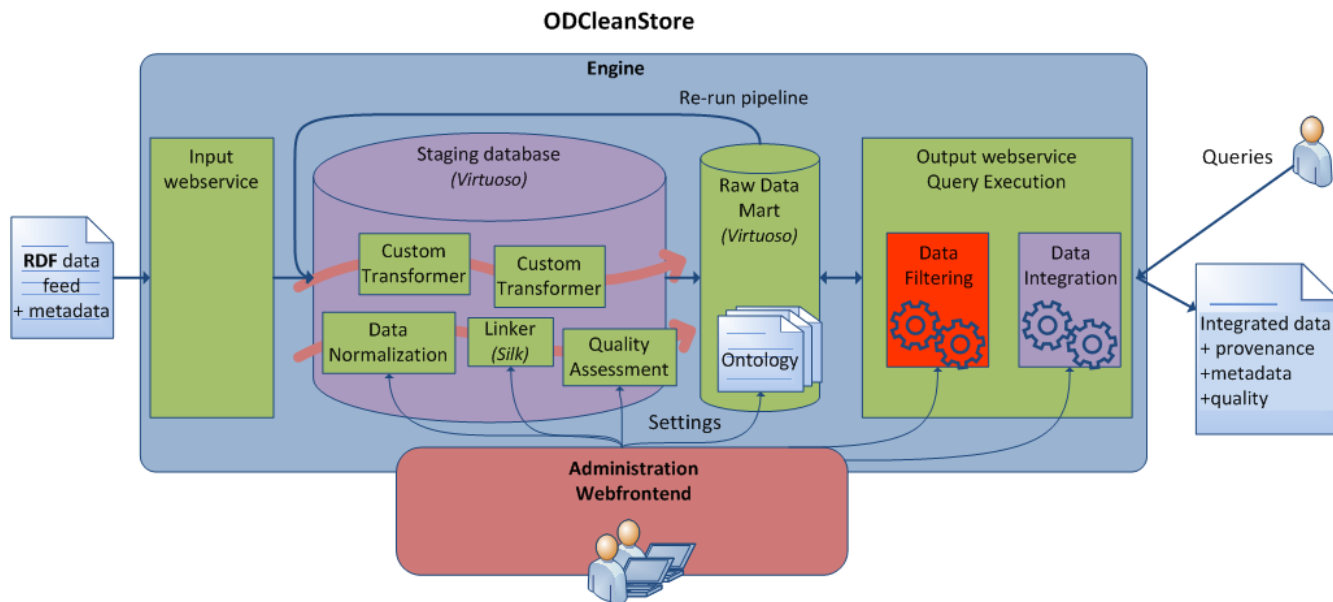 ODCleanStore
Engine
Re-run pipeline
Input
webservice
Staging database
(Virtuoso)
Raw Data
Mart
(Virtuoso)
Output webservice
Query Execution
Queries
RDF data
feed
+ metadata
Custom
Transformer
Custom
Transformer
Data
Normalization
Linker
(Silk)
Quality
Assessment
Ontology
Data
Filtering
Data
Integration
Integrated data
+ provenance
+metadata
+quality
Settings
Administration
Webfrontend